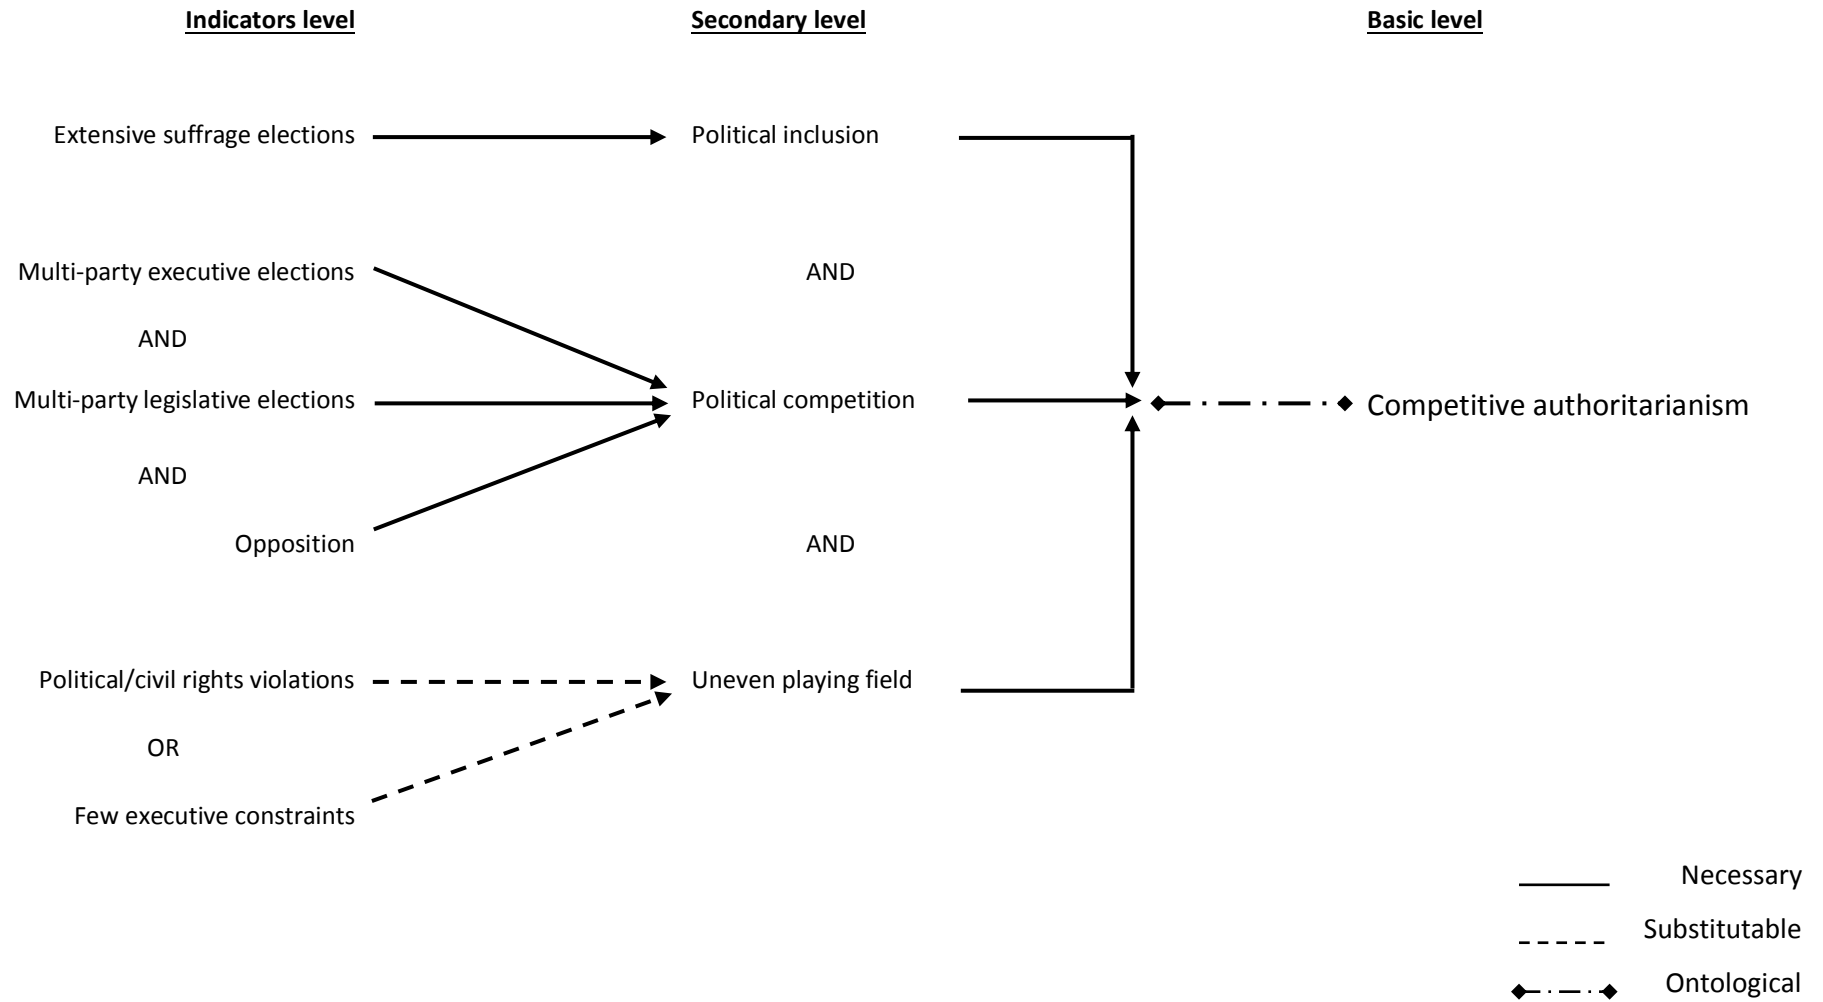 Indicators level
Secondary level
Basic level
Extensive suffrage elections
Political inclusion
Multi-party executive elections
AND
AND
Multi-party legislative elections
Political competition
Competitive authoritarianism
AND
Opposition
AND
Political/civil rights violations
Uneven playing field
OR
Few executive constraints
Necessary
Substitutable
Ontological